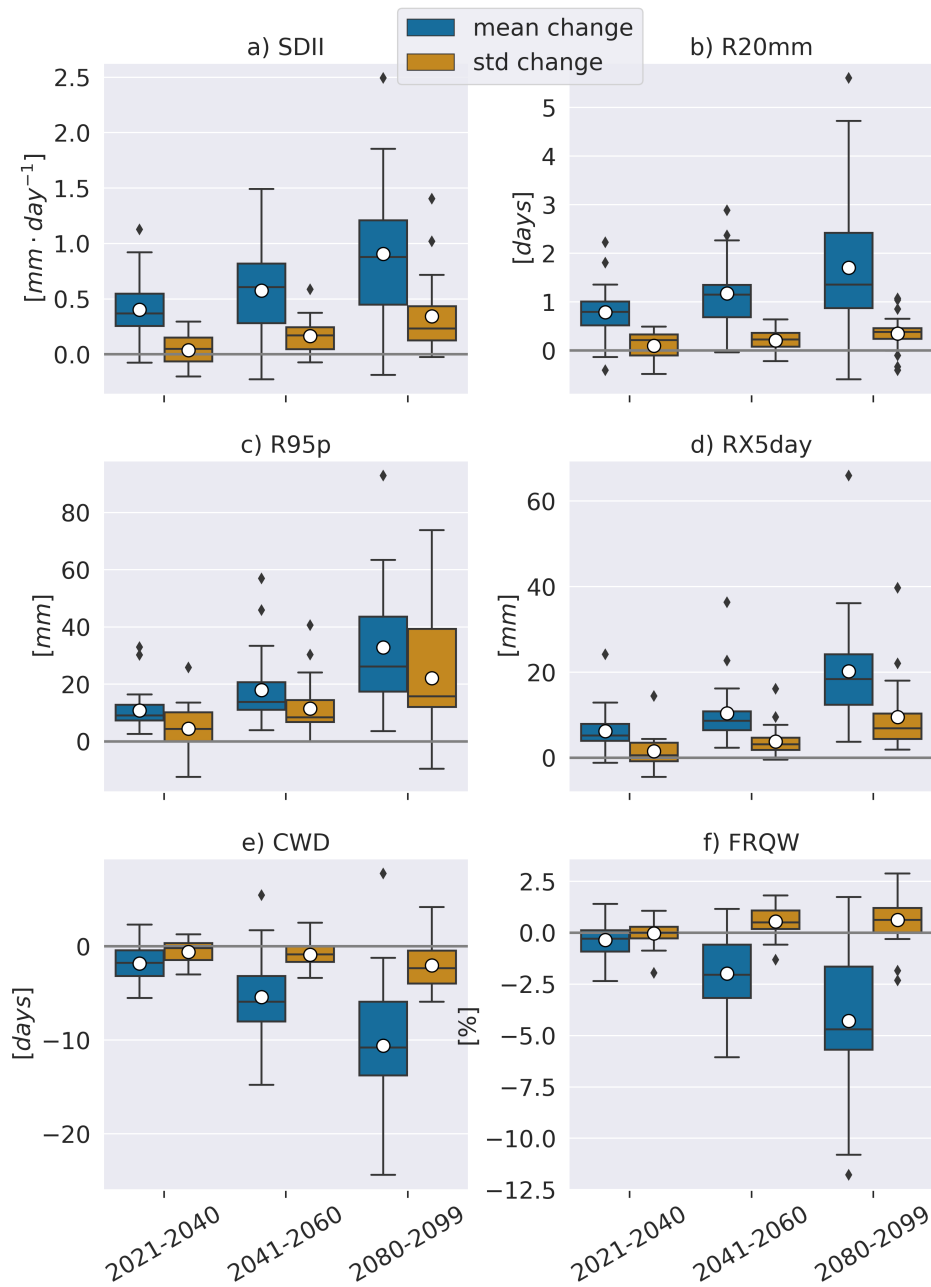 mean change
std change
a) SDII
b) R20mm
2.5
2.0
1.5
1.0
0.5
0.0
[mm · day⁻¹]
5
4
3
2
1
0
[days]
c) R95p
d) RX5day
80
60
40
20
0
[mm]
60
40
20
0
[mm]
e) CWD
f) FRQW
0
−10
−20
[days]
2.5
0.0
−2.5
−5.0
−7.5
−10.0
−12.5
[%]
2021-2040
2041-2060
2080-2099
2021-2040
2041-2060
2080-2099